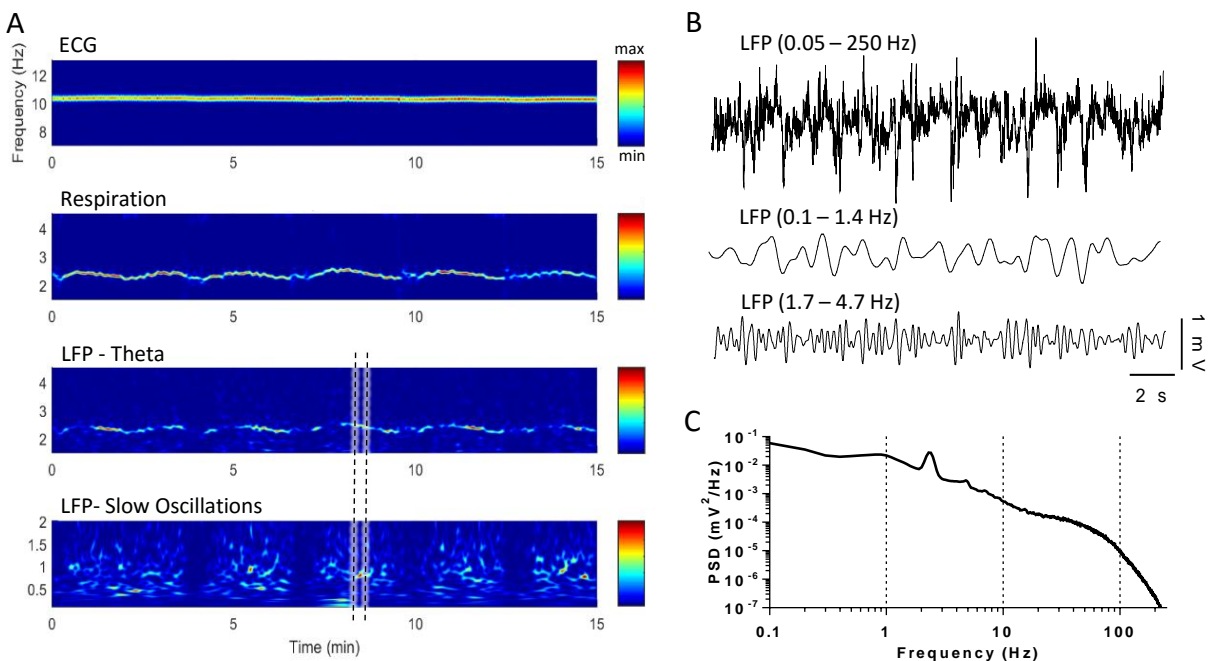 A
ECG
Frequency (Hz)
12
10
8
0
5
10
15
max
min
Respiration
4
3
2
0
5
10
15
LFP - Theta
4
3
2
0
5
10
15
LFP- Slow Oscillations
2
1.5
1
0.5
0
5
10
15
Time (min)
B
LFP (0.05 – 250 Hz)
LFP (0.1 – 1.4 Hz)
LFP (1.7 – 4.7 Hz)
1 mV
2 s
C
PSD (mV²/Hz)
10⁻¹
10⁻²
10⁻³
10⁻⁴
10⁻⁵
10⁻⁶
10⁻⁷
0.1
1
10
100
Frequency (Hz)